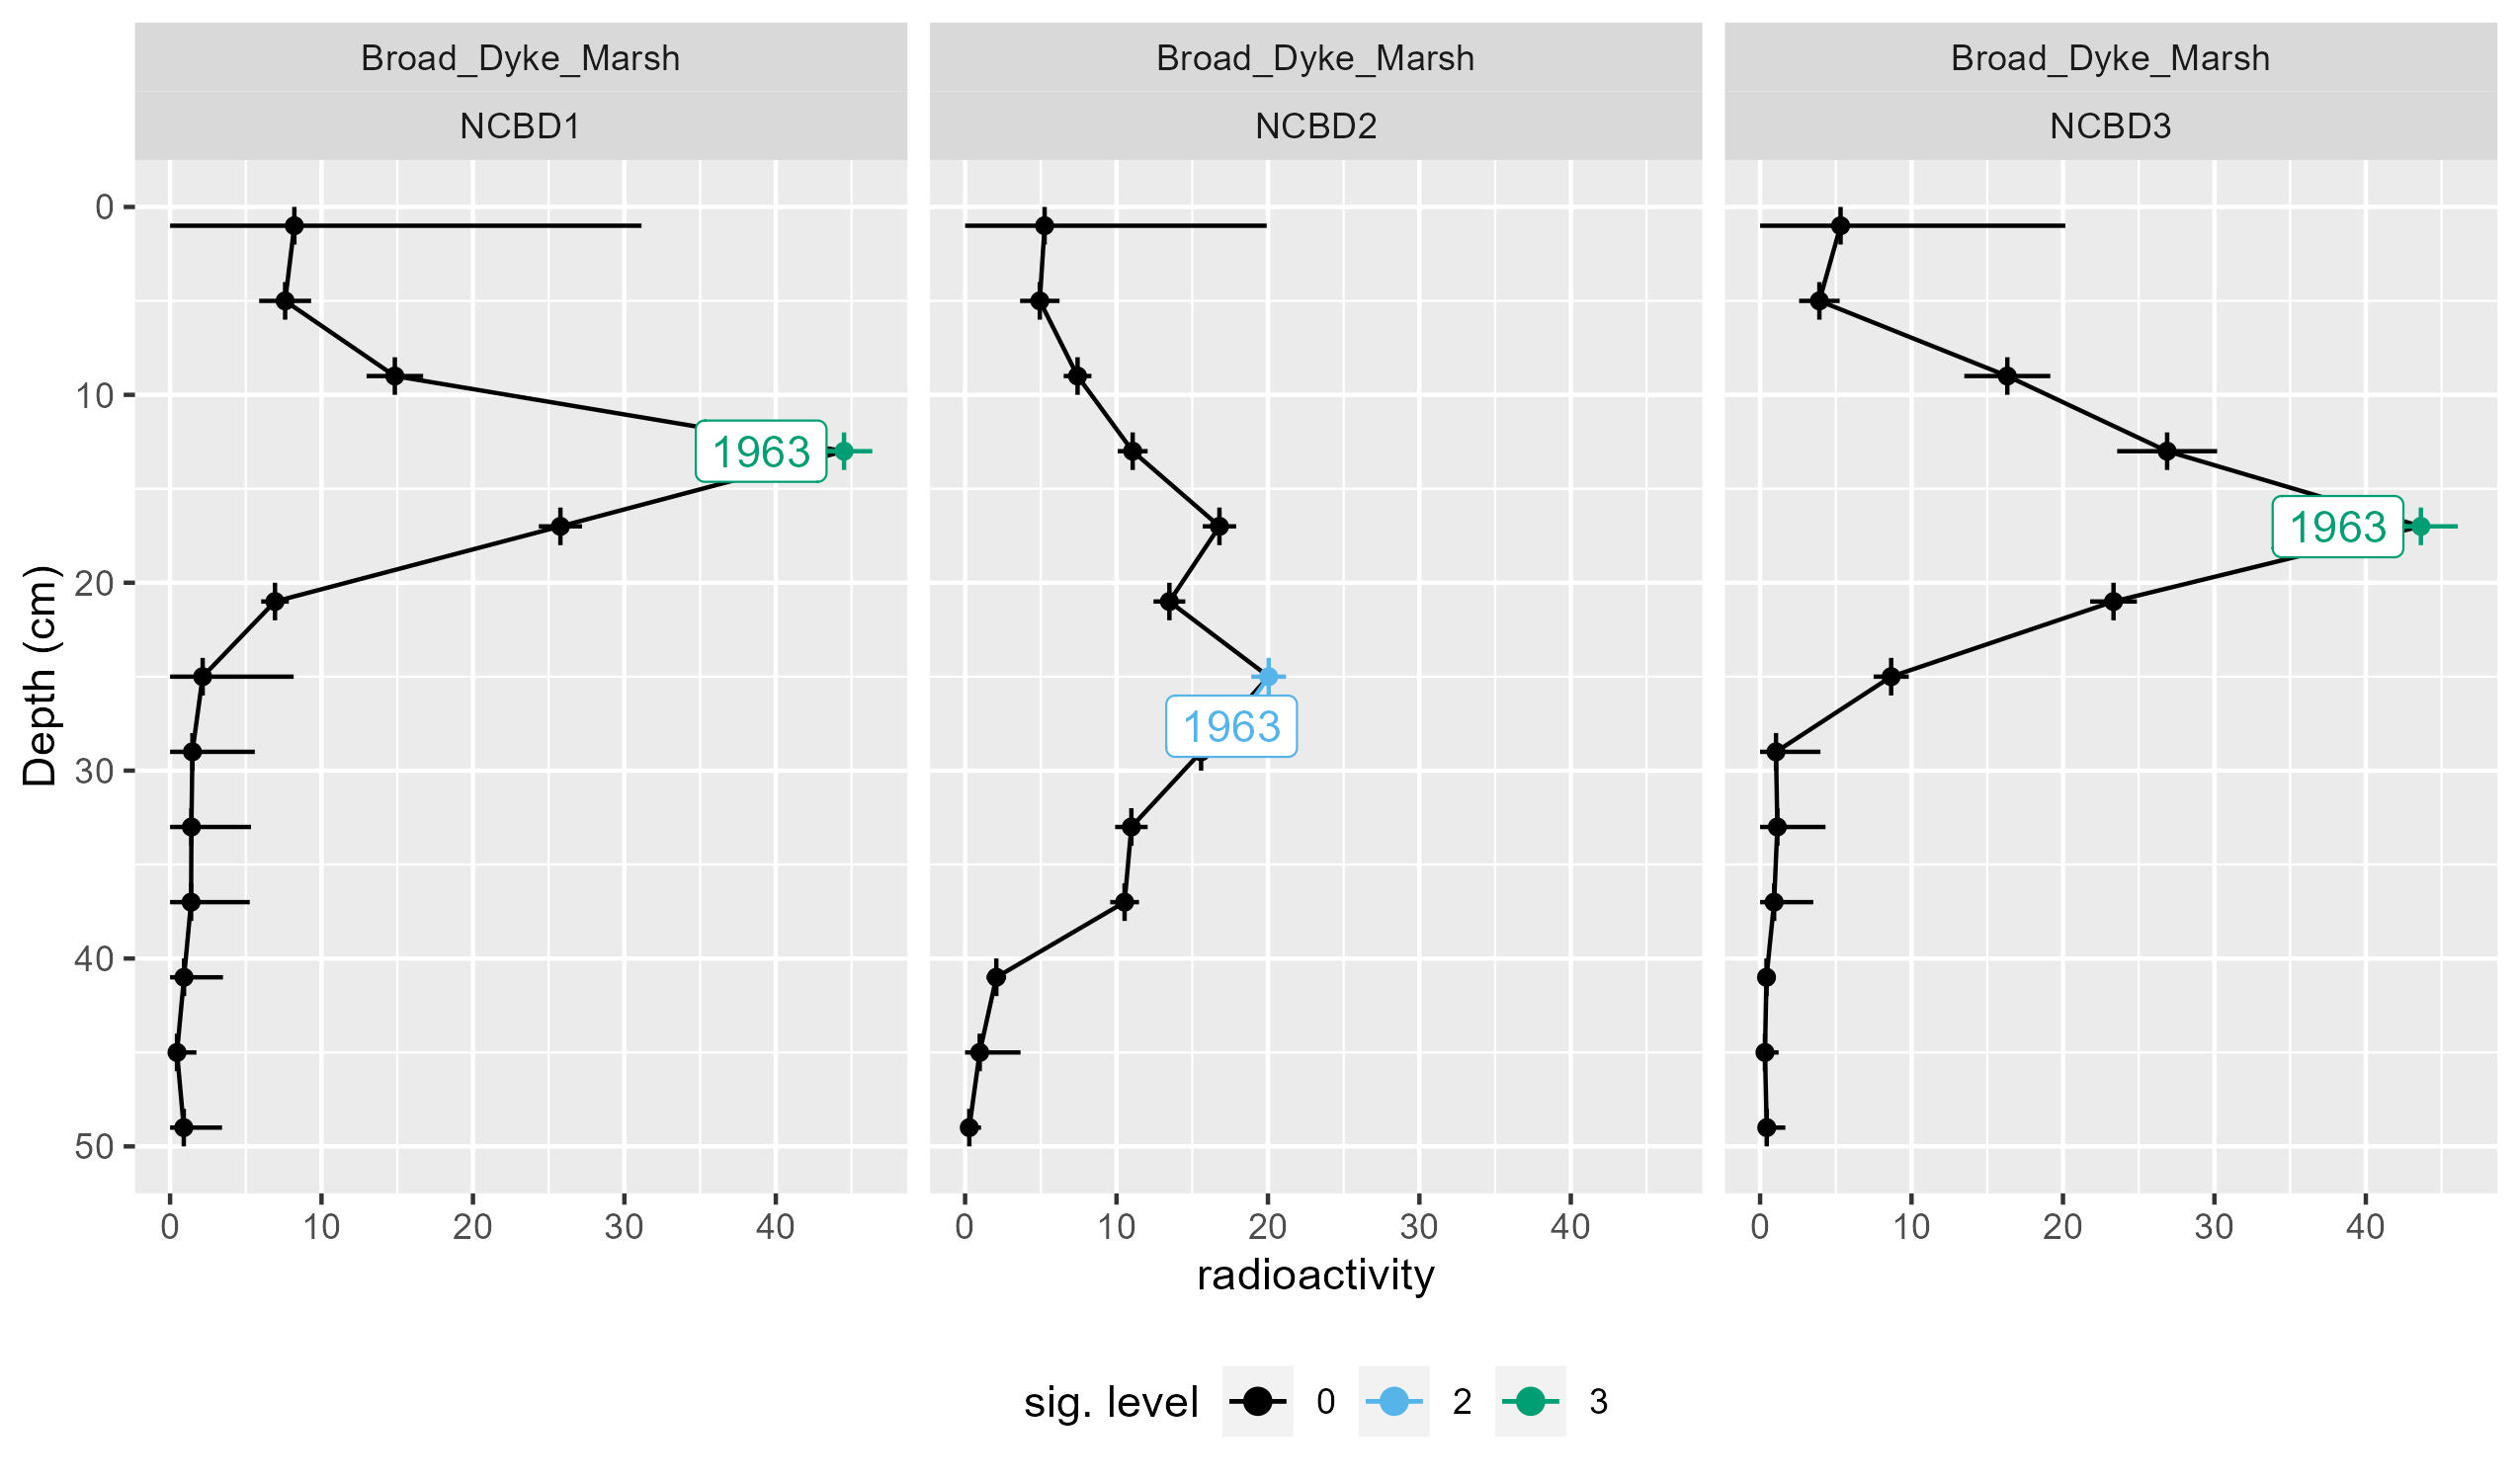 Broad_Dyke_Marsh
Broad_Dyke_Marsh
Broad_Dyke_Marsh
NCBD1
NCBD2
NCBD3
Depth (cm)
0
10
20
30
40
50
1963
1963
1963
0 10 20 30 40
0 10 20 30 40
0 10 20 30 40
radioactivity
sig. level 0 2 3